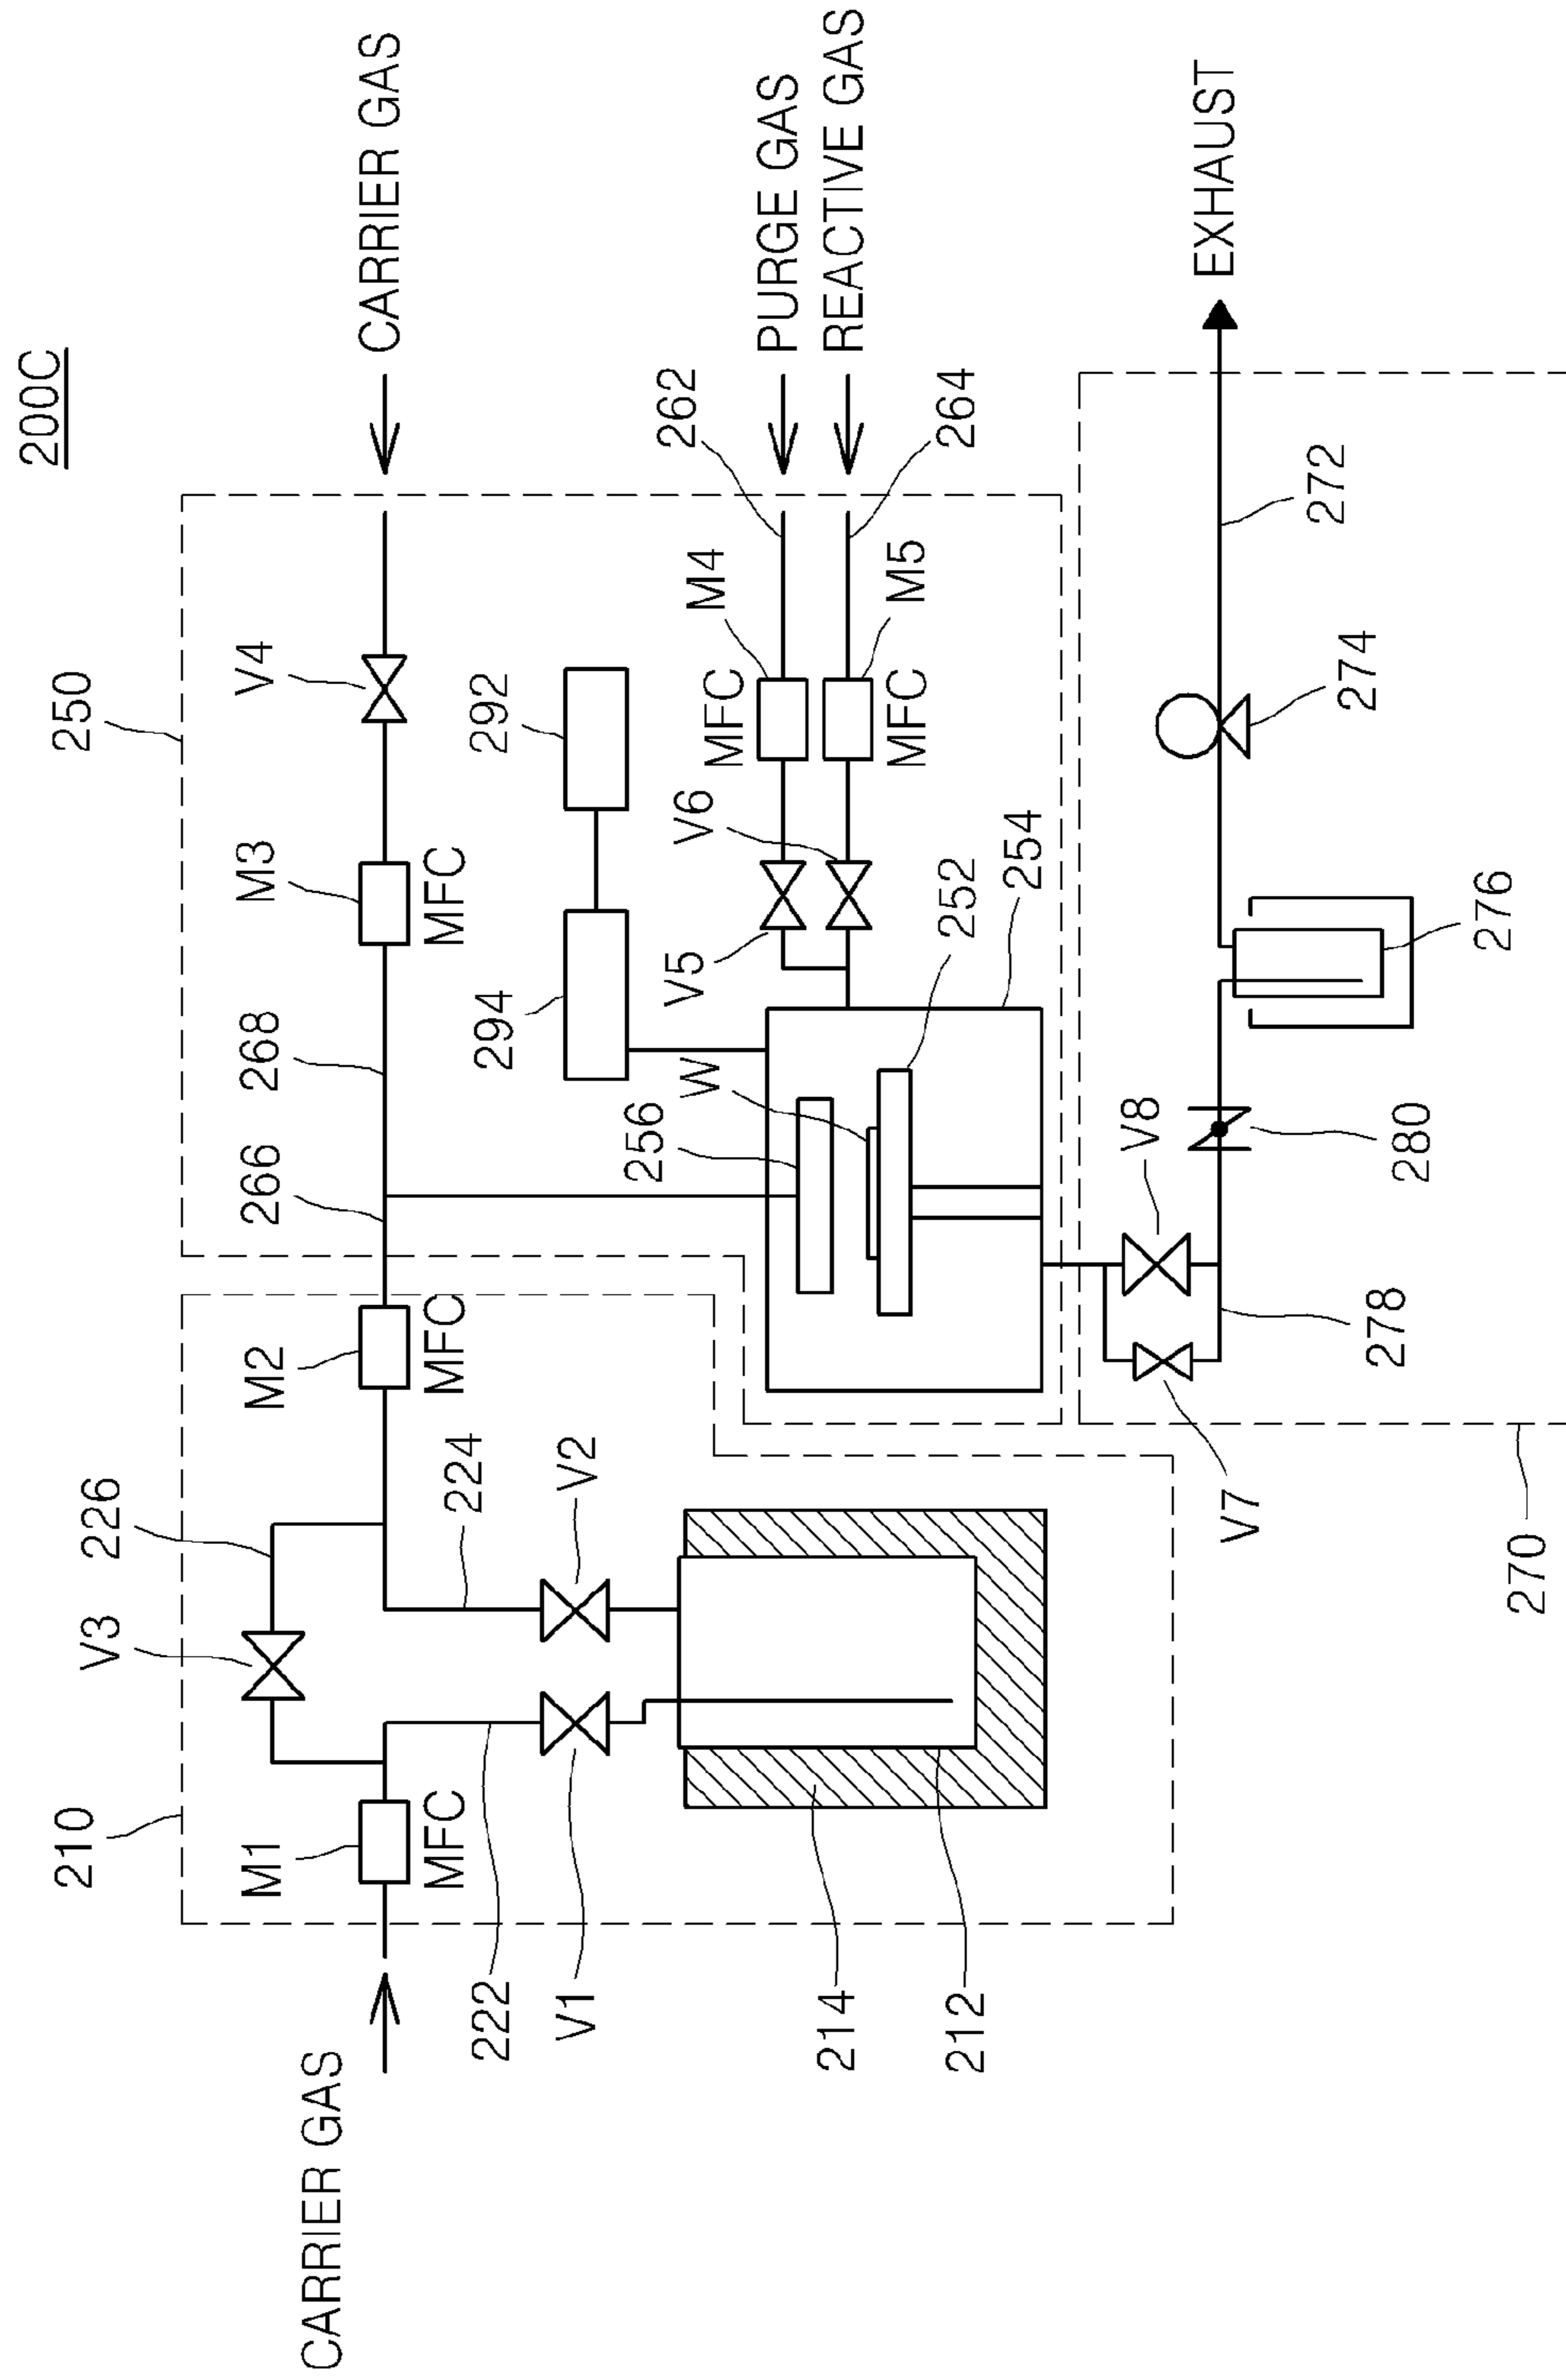 200C
210
250
V3
226
M1
M2
266
268
M3
V4
CARRIER GAS
CARRIER GAS
MFC
MFC
MFC
224
222
294
292
V1
V2
256
W
V5
V6
262
M4
MFC
PURGE GAS
214
REACTIVE GAS
MFC
M5
212
252
264
254
V8
EXHAUST
V7
272
274
278
280
276
270